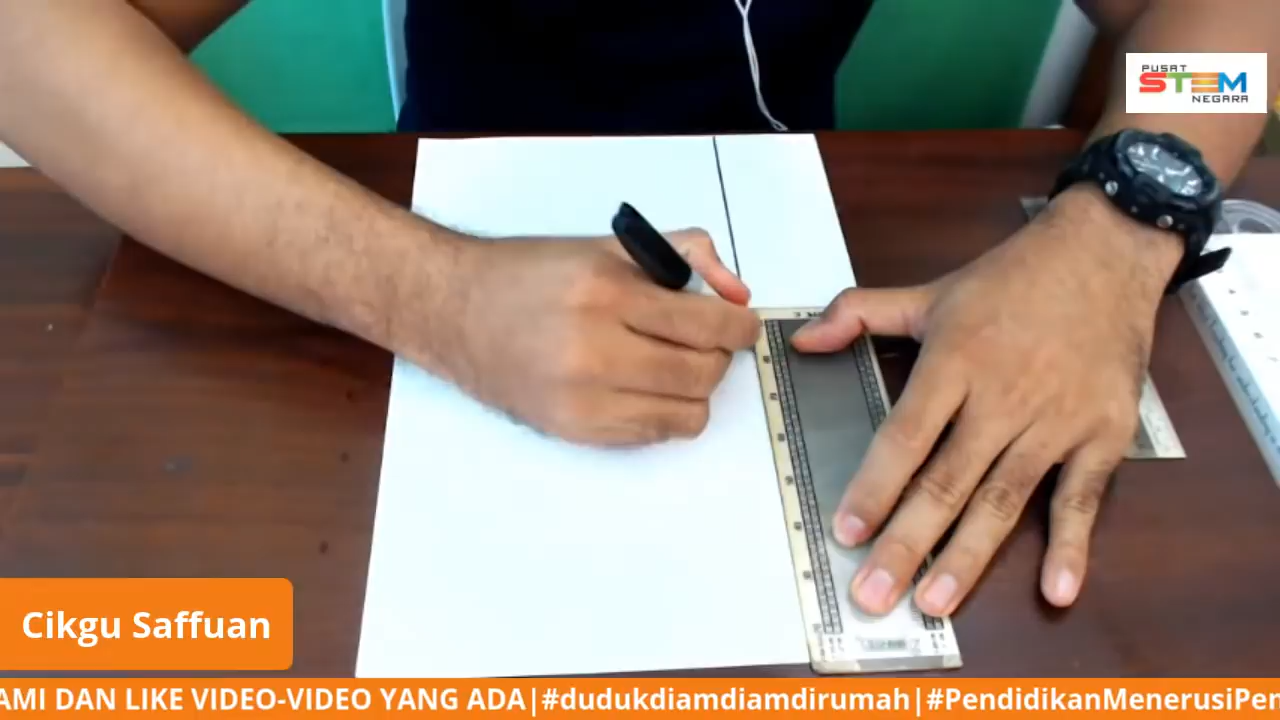 PUSAT
STEM
NEGARA
Cikgu Saffuan
AMI DAN LIKE VIDEO-VIDEO YANG ADA|#dudukdiamdiamdirumah|#PendidikanMenerusiPen